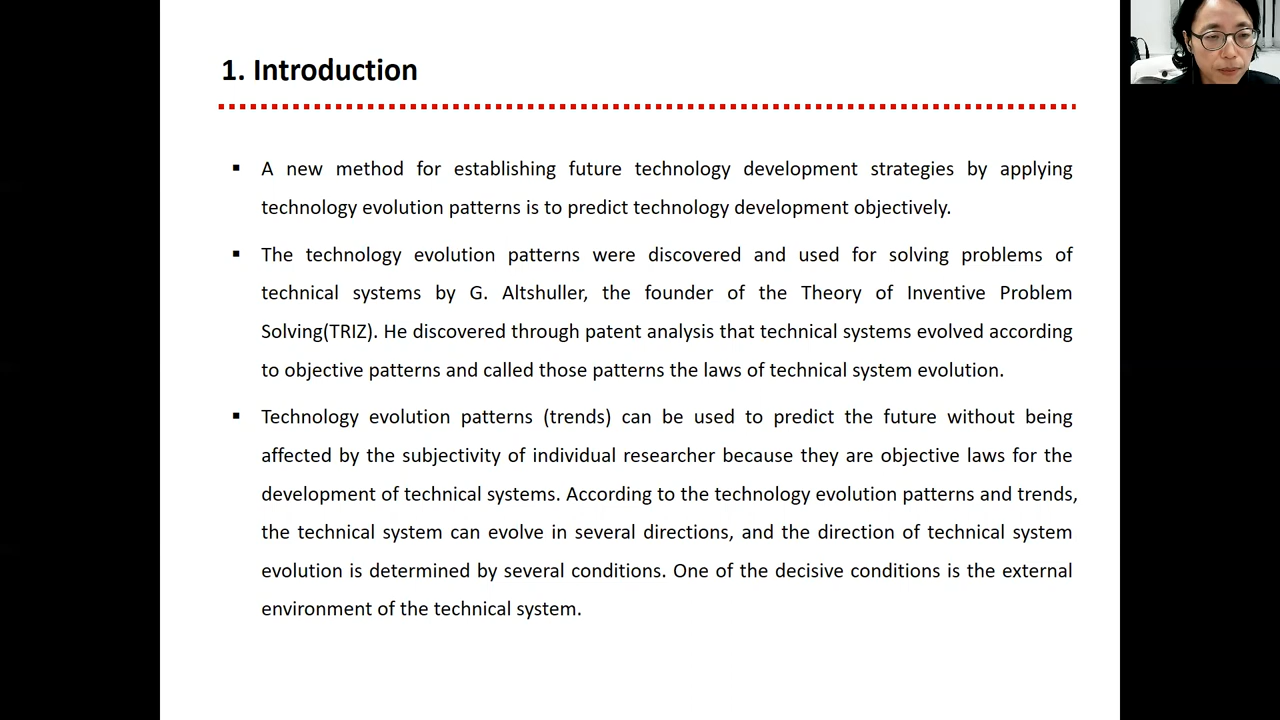 1. Introduction
▪ A new method for establishing future technology development strategies by applying
technology evolution patterns is to predict technology development objectively.
▪ The technology evolution patterns were discovered and used for solving problems of
technical systems by G. Altshuller, the founder of the Theory of Inventive Problem
Solving(TRIZ). He discovered through patent analysis that technical systems evolved according
to objective patterns and called those patterns the laws of technical system evolution.
▪ Technology evolution patterns (trends) can be used to predict the future without being
affected by the subjectivity of individual researcher because they are objective laws for the
development of technical systems. According to the technology evolution patterns and trends,
the technical system can evolve in several directions, and the direction of technical system
evolution is determined by several conditions. One of the decisive conditions is the external
environment of the technical system.